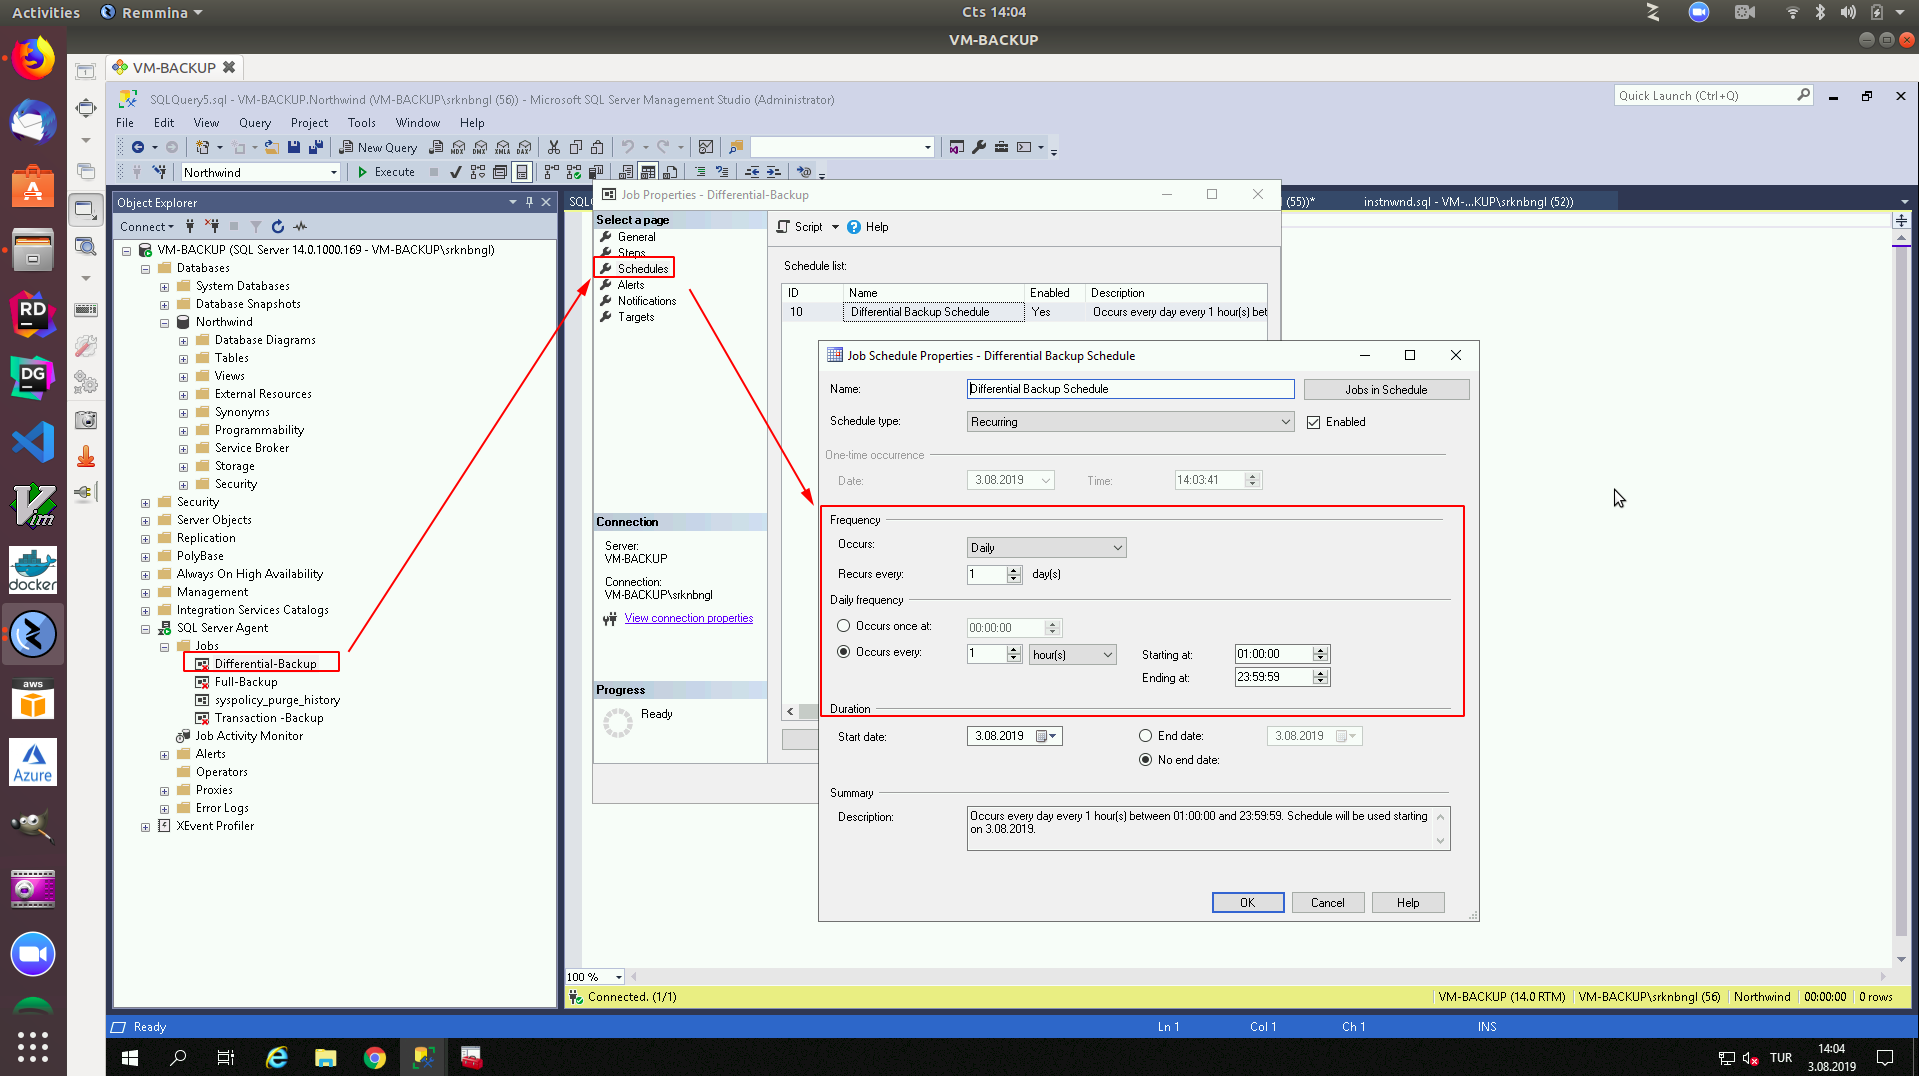 Activities
Remmina
Cts 14:04
VM-BACKUP
VM-BACKUP
SQLQuery5.sql - VM-BACKUP.Northwind (VM-BACKUP\srknbngl (56)) - Microsoft SQL Server Management Studio (Administrator)
Quick Launch (Ctrl+Q)
File Edit View Query Project Tools Window Help
New Query
MDX DMX XMLA DAX
Northwind
Execute
Object Explorer
Connect
VM-BACKUP (SQL Server 14.0.1000.169 - VM-BACKUP\srknbngl)
Databases
System Databases
Database Snapshots
Northwind
Database Diagrams
Tables
Views
External Resources
Synonyms
Programmability
Service Broker
Storage
Security
Security
Server Objects
Replication
PolyBase
Always On High Availability
Management
Integration Services Catalogs
SQL Server Agent
Jobs
Differential-Backup
Full-Backup
syspolicy_purge_history
Transaction -Backup
Job Activity Monitor
Alerts
Operators
Proxies
Error Logs
XEvent Profiler
SQL
(55))*
instnwnd.sql - VM-...KUP\srknbngl (52))
Job Properties - Differential-Backup
Select a page
General
Steps
Schedules
Alerts
Notifications
Targets
Script
Help
Schedule list:
ID Name Enabled Description
10 Differential Backup Schedule Yes Occurs every day every 1 hour(s) bet
Connection
Server:
VM-BACKUP
Connection:
VM-BACKUP\srknbngl
View connection properties
Progress
Ready
Job Schedule Properties - Differential Backup Schedule
Name: Differential Backup Schedule Jobs in Schedule
Schedule type: Recurring Enabled
One-time occurrence
Date: 3.08.2019 Time: 14:03:41
Frequency
Occurs: Daily
Recurs every: 1 day(s)
Daily frequency
Occurs once at: 00:00:00
Occurs every: 1 hour(s) Starting at: 01:00:00
Ending at: 23:59:59
Duration
Start date: 3.08.2019 End date: 3.08.2019
No end date:
Summary
Description: Occurs every day every 1 hour(s) between 01:00:00 and 23:59:59. Schedule will be used starting
on 3.08.2019.
OK Cancel Help
100 %
Connected. (1/1)
VM-BACKUP (14.0 RTM) VM-BACKUP\srknbngl (56) Northwind 00:00:00 0 rows
Ready
Ln 1 Col 1 Ch 1 INS
RD
DG
Vim
docker
aws
Azure
TUR
14:04
3.08.2019